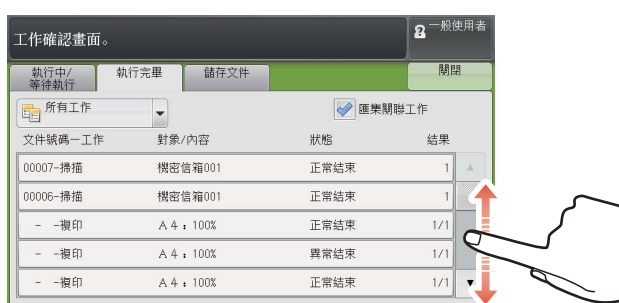 工作確認畫面。
一般使用者
執行中/
等待執行
執行完畢
儲存文件
關閉
所有工作
匯集關聯工作
文件號碼－工作 對象/內容 狀態 結果
00007-掃描 機密信箱001 正常結束 1
00006-掃描 機密信箱001 正常結束 1
- -複印 A4:100% 正常結束 1/1
- -複印 A4:100% 異常結束 1/1
- -複印 A4:100% 正常結束 1/1